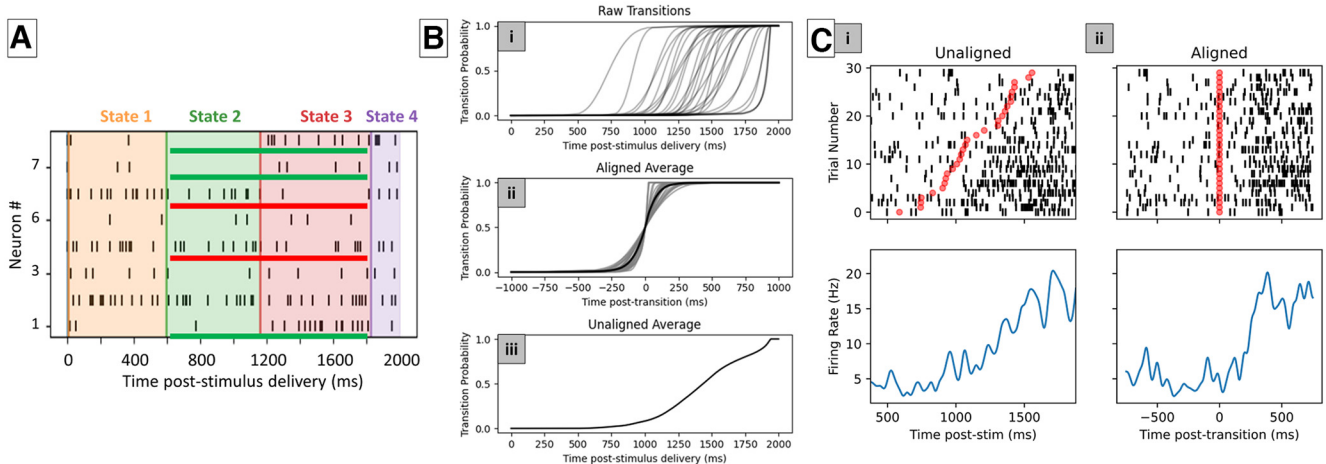 A
State 1 State 2 State 3 State 4
Neuron #
7
6
3
1
0 400 800 1200 1600 2000
Time post-stimulus delivery (ms)
B
Raw Transitions
i
Transition Probability
1.0
0.5
0.0
0 250 500 750 1000 1250 1500 1750 2000
Time post-stimulus delivery (ms)
Aligned Average
ii
Transition Probability
1.0
0.5
0.0
−1000 −750 −500 −250 0 250 500 750 1000
Time post-transition (ms)
Unaligned Average
iii
Transition Probability
1.0
0.5
0.0
0 250 500 750 1000 1250 1500 1750 2000
Time post-stimulus delivery (ms)
C
i
Unaligned
Trial Number
30
20
10
0
Firing Rate (Hz)
20
15
10
5
500 1000 1500
Time post-stim (ms)
ii
Aligned
−500 0 500
Time post-transition (ms)